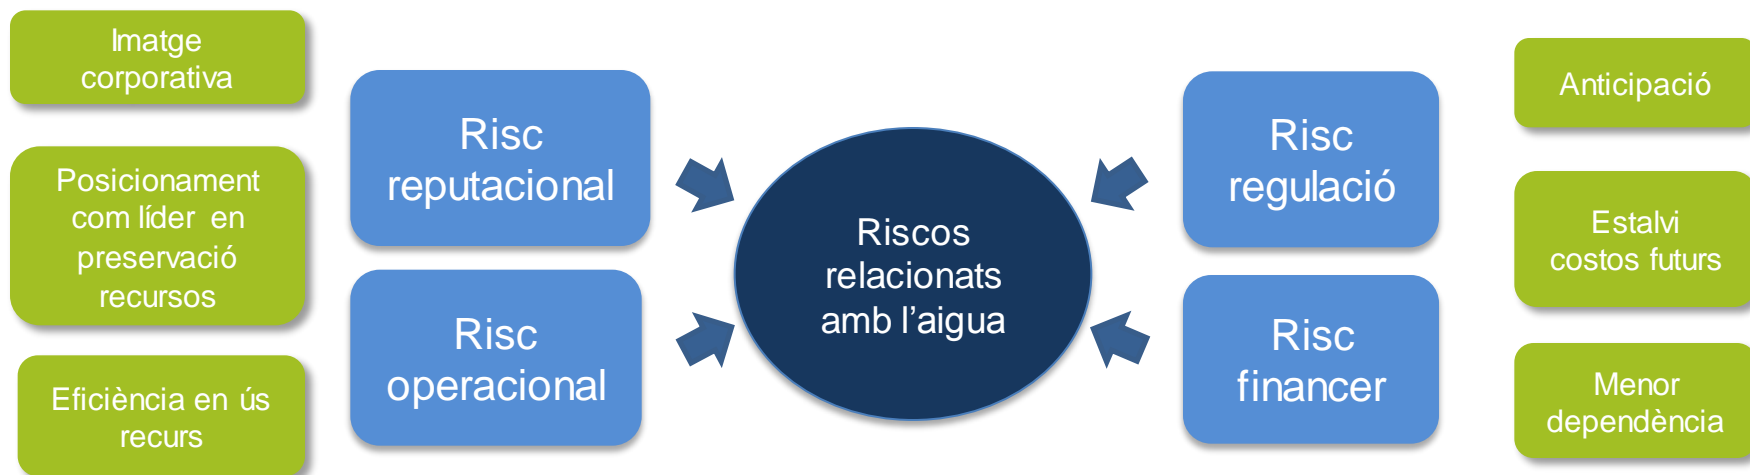 Imatge
corporativa
Posicionament
com líder en
preservació
recursos
Eficiència en ús
recurs
Risc
reputacional
Risc
operacional
Riscos
relacionats
amb l’aigua
Risc
regulació
Risc
financer
Anticipació
Estalvi
costos futurs
Menor
dependència